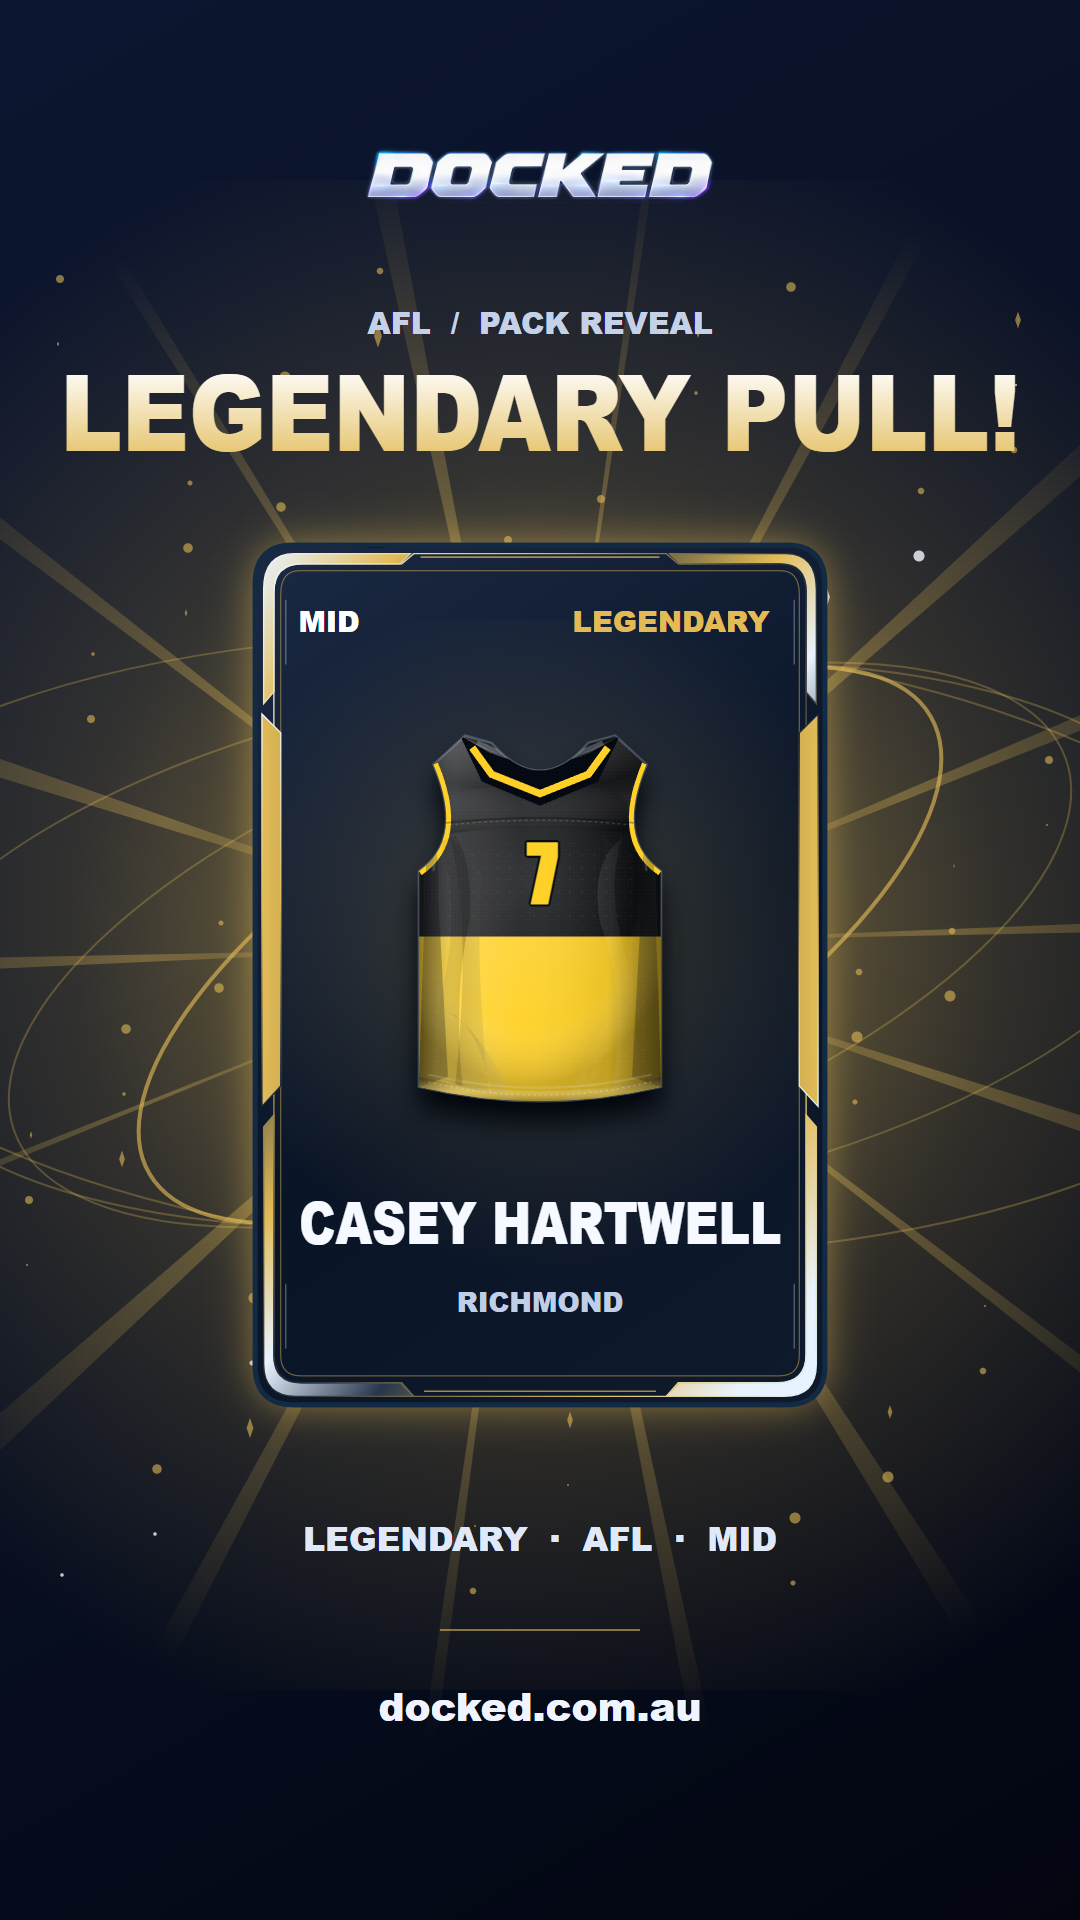 DOCKED
AFL / PACK REVEAL
LEGENDARY PULL!
MID LEGENDARY
7
CASEY HARTWELL
RICHMOND
LEGENDARY · AFL · MID
docked.com.au